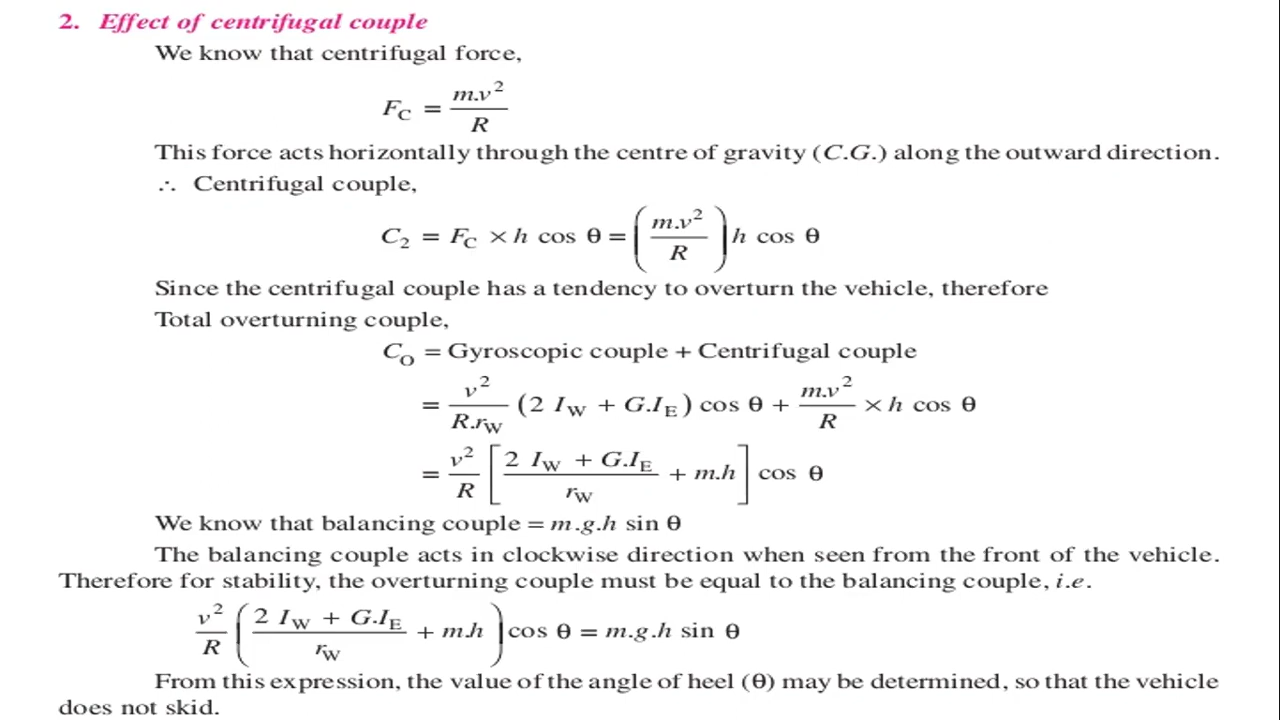 2. Effect of centrifugal couple
We know that centrifugal force,
F_C = m.v² / R
This force acts horizontally through the centre of gravity (C.G.) along the outward direction.
∴ Centrifugal couple,
C₂ = F_C × h cos θ = (m.v² / R) h cos θ
Since the centrifugal couple has a tendency to overturn the vehicle, therefore
Total overturning couple,
C_O = Gyroscopic couple + Centrifugal couple
= v² / R.r_W (2 I_W + G.I_E) cos θ + m.v² / R × h cos θ
= v² / R [2 I_W + G.I_E / r_W + m.h] cos θ
We know that balancing couple = m.g.h sin θ
The balancing couple acts in clockwise direction when seen from the front of the vehicle.
Therefore for stability, the overturning couple must be equal to the balancing couple, i.e.
v² / R (2 I_W + G.I_E / r_W + m.h) cos θ = m.g.h sin θ
From this expression, the value of the angle of heel (θ) may be determined, so that the vehicle
does not skid.